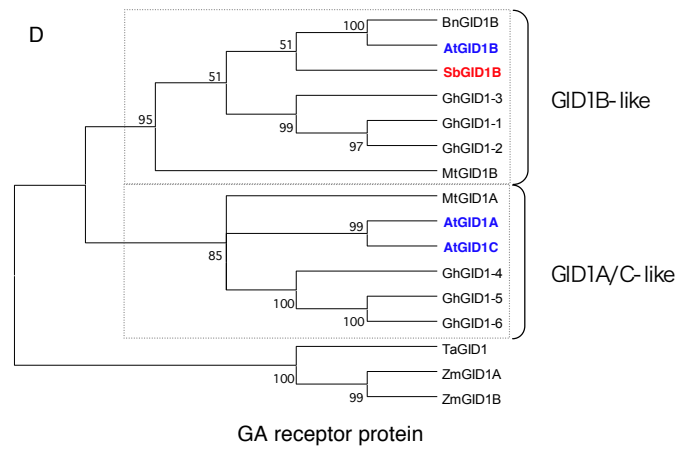 D
100
BnGID1B
AtGID1B
51
SbGID1B
51
GhGID1-3
99
GhGID1-1
97
GhGID1-2
95
MtGID1B
GID1B-like
MtGID1A
99
AtGID1A
AtGID1C
85
GhGID1-4
100
GhGID1-5
100
GhGID1-6
GID1A/C-like
TaGID1
100
ZmGID1A
99
ZmGID1B
GA receptor protein